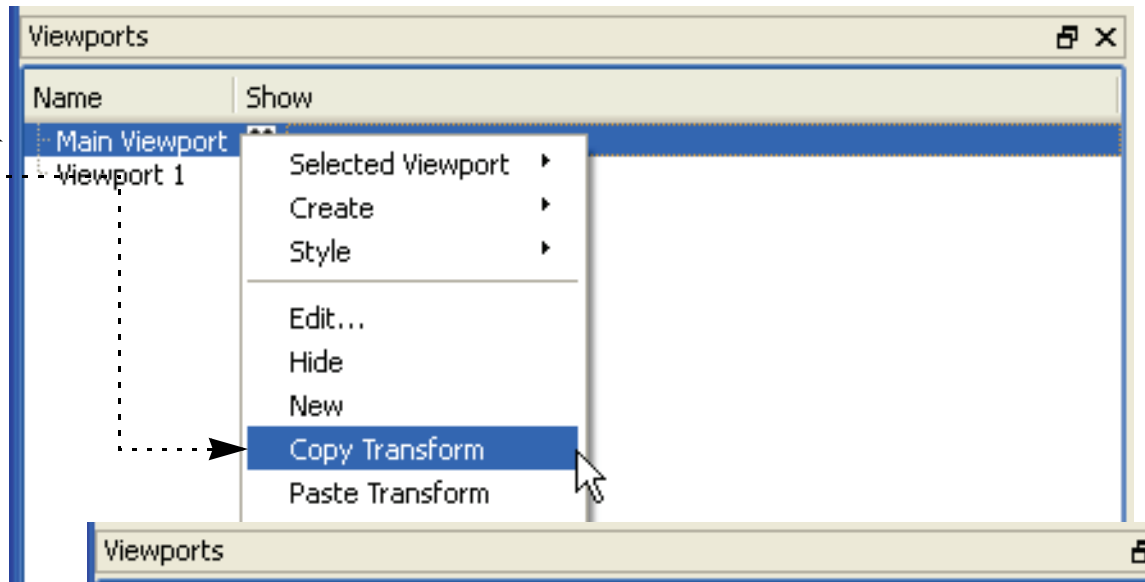 Viewports
Name Show
Main Viewport
Viewport 1
Selected Viewport
Create
Style
Edit...
Hide
New
Copy Transform
Paste Transform
Viewports